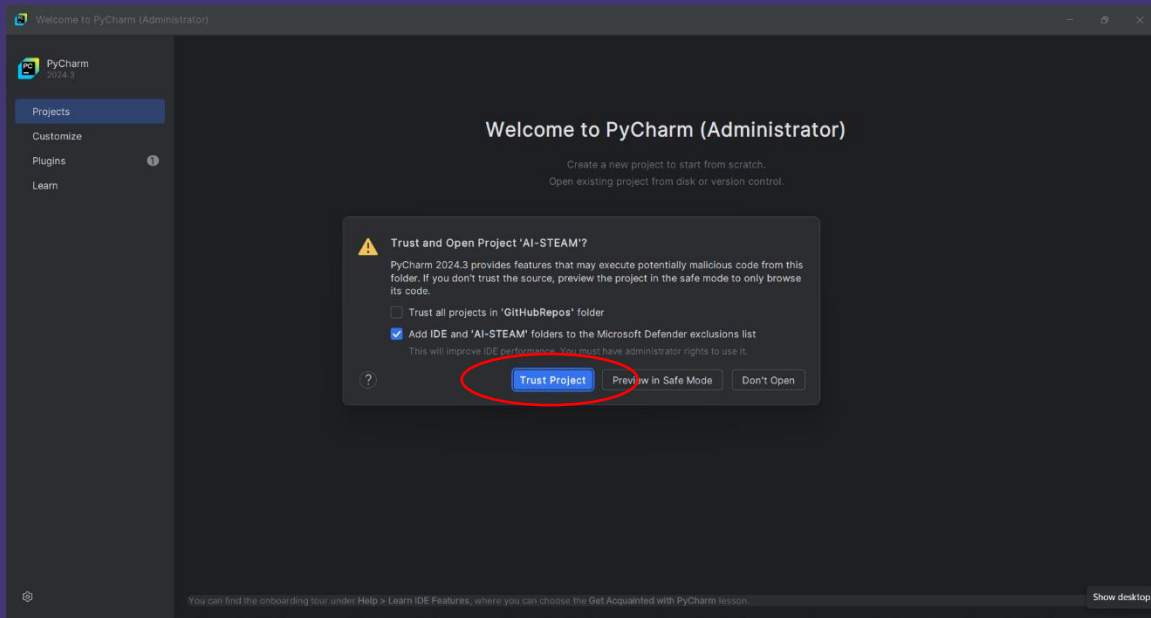 Welcome to PyCharm (Administrator)
PyCharm
2024.3
Projects
Customize
Plugins 1
Learn
Welcome to PyCharm (Administrator)
Create a new project to start from scratch.
Open existing project from disk or version control.
Trust and Open Project 'AI-STEAM'?
PyCharm 2024.3 provides features that may execute potentially malicious code from this
folder. If you don't trust the source, preview the project in the safe mode to only browse
its code.
Trust all projects in 'GitHubRepos' folder
Add IDE and 'AI-STEAM' folders to the Microsoft Defender exclusions list
This will improve IDE performance. You must have administrator rights to use it.
? Trust Project Preview in Safe Mode Don't Open
You can find the onboarding tour under Help > Learn IDE Features, where you can choose the Get Acquainted with PyCharm lesson.
Show desktop